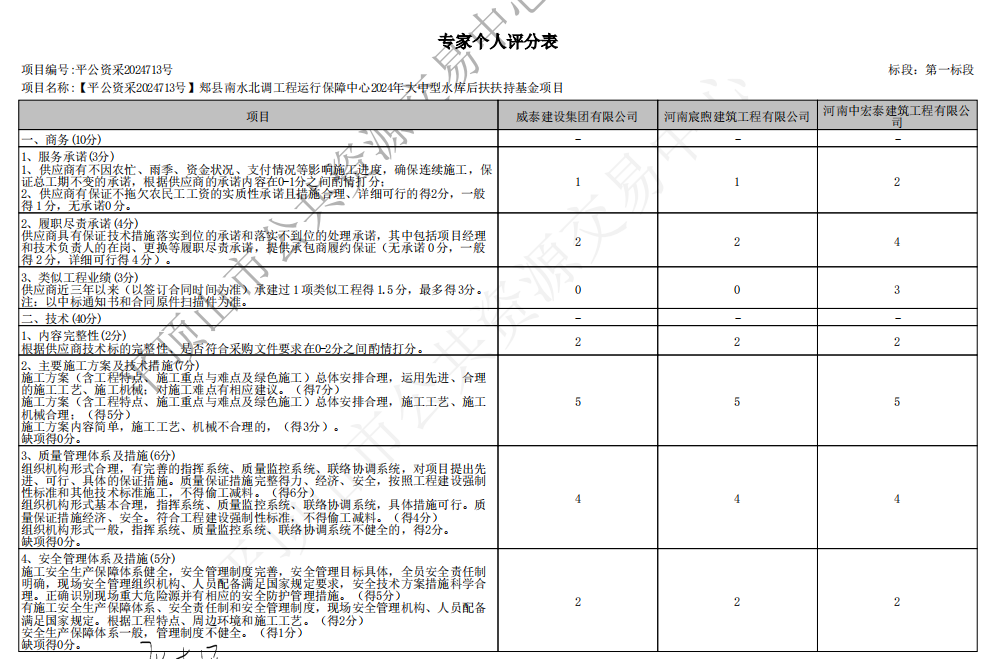 专家个人评分表
项目编号:平公资采2024713号
标段: 第一标段
项目名称:【平公资采2024713号】郏县南水北调工程运行保障中心2024年大中型水库后扶扶持基金项目
项目
威泰建设集团有限公司
河南宸煦建筑工程有限公司
河南中宏泰建筑工程有限公
司
一、商务(10分)
-
-
-
1、服务承诺(3分)
1、供应商有不因农忙、雨季、资金状况、支付情况等影响施工进度，确保连续施工，保
证总工期不变的承诺，根据供应商的承诺内容在0-1分之间酌情打分;
2、供应商有保证不拖欠农民工工资的实质性承诺且措施合理、详细可行的得2分，一般
得1分，无承诺0分。
1
1
2
2、履职尽责承诺(4分)
供应商具有保证技术措施落实到位的承诺和落实不到位的处理承诺，其中包括项目经理
和技术负责人的在岗、更换等履职尽责承诺，提供承包商履约保证（无承诺0分，一般
得2分，详细可行得4分）。
2
2
4
3、类似工程业绩(3分)
供应商近三年以来（以签订合同时间为准）承建过1项类似工程得1.5分，最多得3分。
注：以中标通知书和合同原件扫描件为准。
0
0
3
二、技术(40分)
-
-
-
1、内容完整性(2分)
根据供应商技术标的完整性、是否符合采购文件要求在0-2分之间酌情打分。
2
2
2
2、主要施工方案及技术措施(7分)
施工方案（含工程特点、施工重点与难点及绿色施工）总体安排合理，运用先进、合理
的施工工艺、施工机械；对施工难点有相应建议。（得7分）
施工方案（含工程特点、施工重点与难点及绿色施工）总体安排合理，施工工艺、施工
机械合理；（得5分）
施工方案内容简单，施工工艺、机械不合理的，（得3分）。
缺项得0分。
5
5
5
3、质量管理体系及措施(6分)
组织机构形式合理，有完善的指挥系统、质量监控系统、联络协调系统，对项目提出先
进、可行、具体的保证措施。质量保证措施完整得力、经济、安全，按照工程建设强制
性标准和其他技术标准施工，不得偷工减料。（得6分）
组织机构形式基本合理，指挥系统、质量监控系统、联络协调系统，具体措施可行。质
量保证措施经济、安全。符合工程建设强制性标准，不得偷工减料。（得4分）
组织机构形式一般，指挥系统、质量监控系统、联络协调系统不健全的，得2分。
缺项得0分。
4
4
4
4、安全管理体系及措施(5分)
施工安全生产保障体系健全，安全管理制度完善，安全管理目标具体，全员安全责任制
明确，现场安全管理组织机构、人员配备满足国家规定要求，安全技术方案措施科学合
理。正确识别现场重大危险源并有相应的安全防护管理措施。（得5分）
有施工安全生产保障体系、安全责任制和安全管理制度，现场安全管理机构、人员配备
满足国家规定。根据工程特点、周边环境和施工工艺。（得2分）
安全生产保障体系一般，管理制度不健全。（得1分）
缺项得0分。
2
2
2
平顶山市公共资源交易中心
平顶山市公共资源交易中心